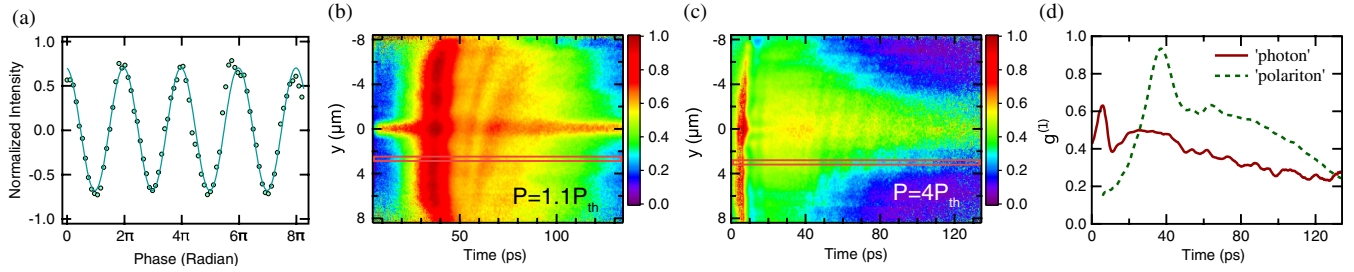 (a)
1.0
0.5
0.0
-0.5
-1.0
Normalized Intensity
0 2π 4π 6π 8π
Phase (Radian)
(b)
-8
-4
0
4
8
y (μm)
P=1.1Pth
50 100
Time (ps)
1.0
0.8
0.6
0.4
0.2
0.0
(c)
-8
-4
0
4
8
y (μm)
P=4Pth
0 40 80 120
Time (ps)
1.0
0.8
0.6
0.4
0.2
0.0
(d)
1.0
0.8
0.6
0.4
0.2
0.0
g(1)
'photon'
'polariton'
0 40 80 120
Time (ps)